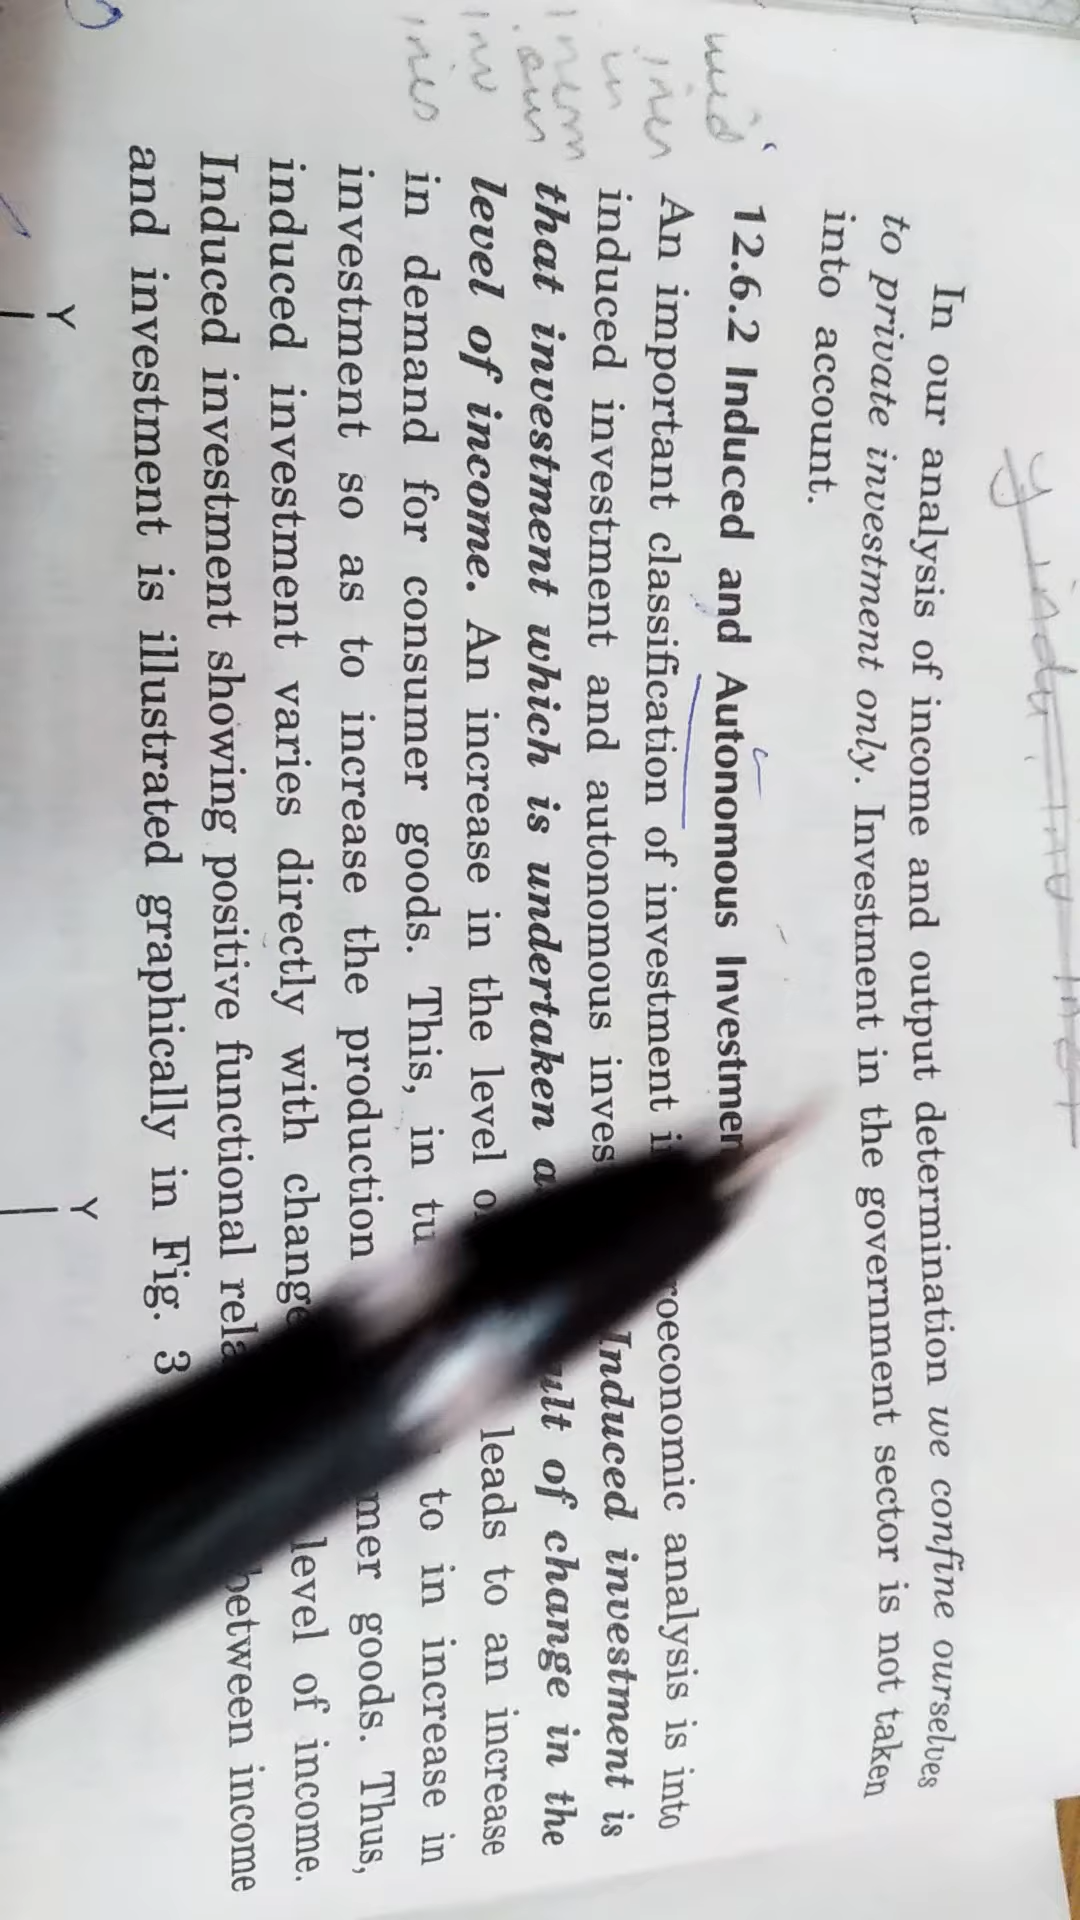 In our analysis of income and output determination we confine ourselves
to private investment only. Investment in the government sector is not taken
into account.
12.6.2 Induced and Autonomous Investmen
An important classification of investment i roeconomic analysis is into
induced investment and autonomous inves Induced investment is
that investment which is undertaken a ult of change in the
level of income. An increase in the level o leads to an increase
in demand for consumer goods. This, in tu to in increase in
investment so as to increase the production mer goods. Thus,
induced investment varies directly with change level of income.
Induced investment showing positive functional rela between income
and investment is illustrated graphically in Fig. 3
Y Y